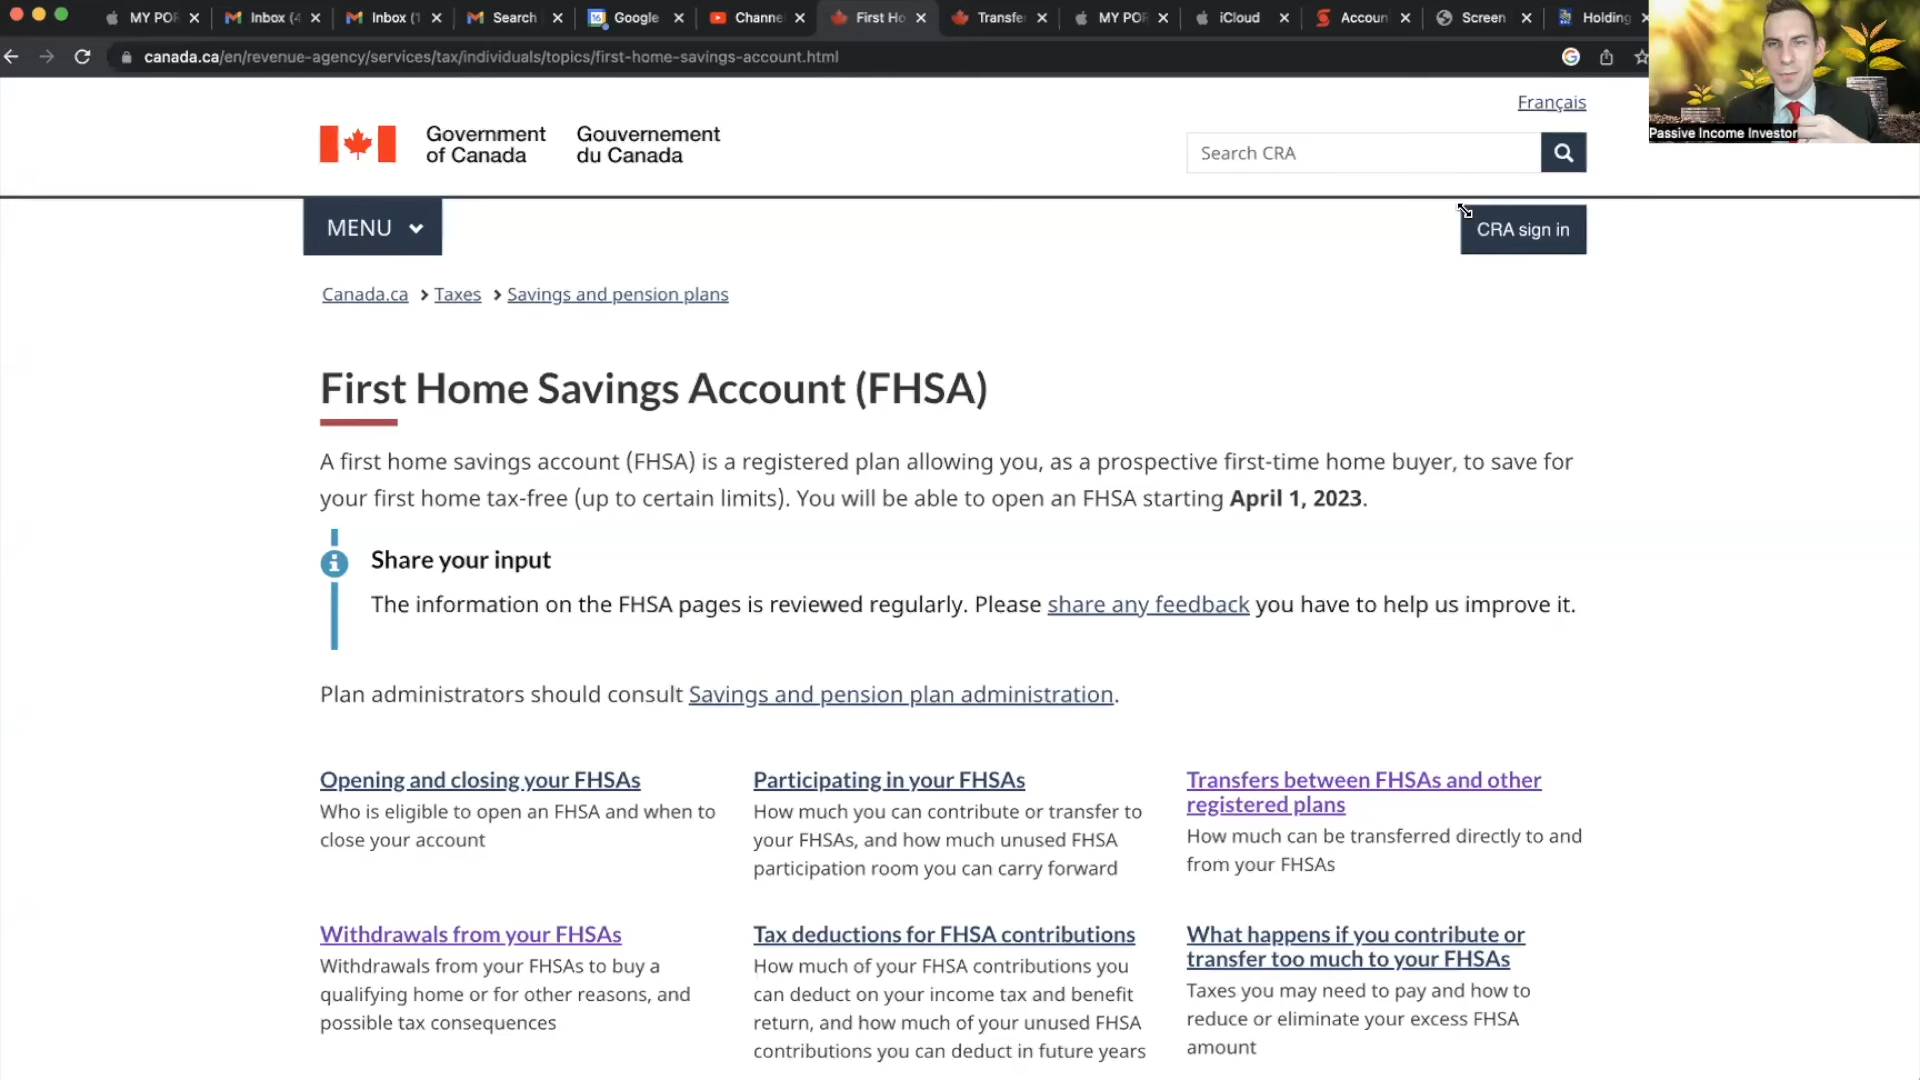 MY POR
Inbox (4
Inbox (1
Search
16
Google
Channe
First Ho
Transfe
MY POR
iCloud
Accoun
Screen
Holding
canada.ca/en/revenue-agency/services/tax/individuals/topics/first-home-savings-account.html
Passive Income Investor
Français
Government
of Canada
Gouvernement
du Canada
Search CRA
MENU
CRA sign in
Canada.ca > Taxes > Savings and pension plans
First Home Savings Account (FHSA)
A first home savings account (FHSA) is a registered plan allowing you, as a prospective first-time home buyer, to save for
your first home tax-free (up to certain limits). You will be able to open an FHSA starting April 1, 2023.
Share your input
The information on the FHSA pages is reviewed regularly. Please share any feedback you have to help us improve it.
Plan administrators should consult Savings and pension plan administration.
Opening and closing your FHSAs
Who is eligible to open an FHSA and when to
close your account
Participating in your FHSAs
How much you can contribute or transfer to
your FHSAs, and how much unused FHSA
participation room you can carry forward
Transfers between FHSAs and other
registered plans
How much can be transferred directly to and
from your FHSAs
Withdrawals from your FHSAs
Withdrawals from your FHSAs to buy a
qualifying home or for other reasons, and
possible tax consequences
Tax deductions for FHSA contributions
How much of your FHSA contributions you
can deduct on your income tax and benefit
return, and how much of your unused FHSA
contributions you can deduct in future years
What happens if you contribute or
transfer too much to your FHSAs
Taxes you may need to pay and how to
reduce or eliminate your excess FHSA
amount